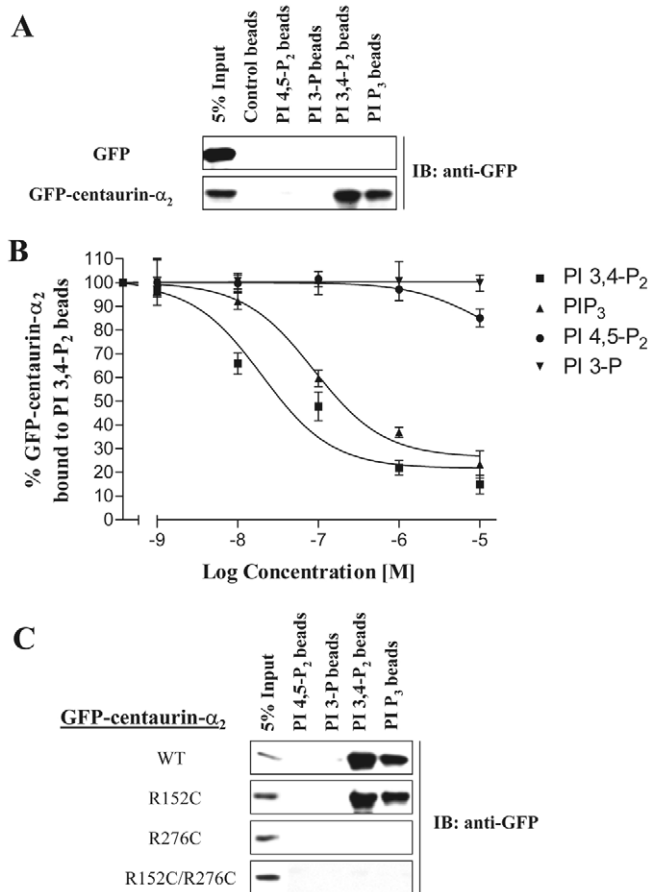 A
5% Input
Control beads
PI 4,5-P₂ beads
PI 3-P beads
PI 3,4-P₂ beads
PI P₃ beads
GFP
GFP-centaurin-α₂
IB: anti-GFP
B
% GFP-centaurin-α₂
bound to PI 3,4-P₂ beads
110
100
90
80
70
60
50
40
30
20
10
0
-9
-8
-7
-6
-5
Log Concentration [M]
PI 3,4-P₂
PIP₃
PI 4,5-P₂
PI 3-P
C
5% Input
PI 4,5-P₂ beads
PI 3-P beads
PI 3,4-P₂ beads
PI P₃ beads
GFP-centaurin-α₂
WT
R152C
R276C
R152C/R276C
IB: anti-GFP